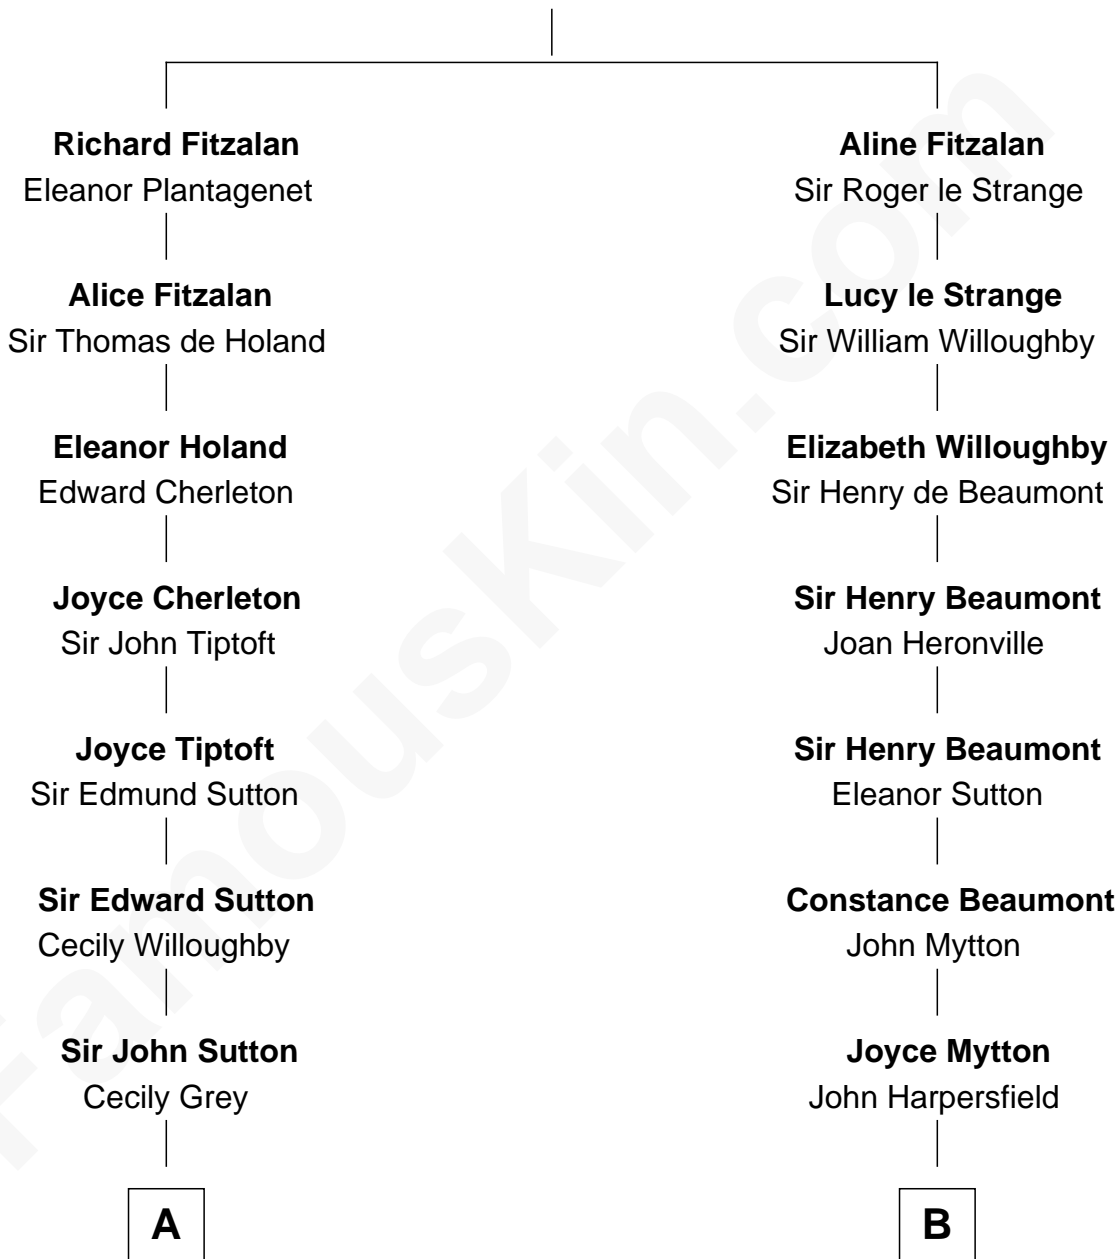 Richard Fitzalan
Eleanor Plantagenet
Alice Fitzalan
Sir Thomas de Holand
Eleanor Holand
Edward Cherleton
Joyce Cherleton
Sir John Tiptoft
Joyce Tiptoft
Sir Edmund Sutton
Sir Edward Sutton
Cecily Willoughby
Sir John Sutton
Cecily Grey
A
Aline Fitzalan
Sir Roger le Strange
Lucy le Strange
Sir William Willoughby
Elizabeth Willoughby
Sir Henry de Beaumont
Sir Henry Beaumont
Joan Heronville
Sir Henry Beaumont
Eleanor Sutton
Constance Beaumont
John Mytton
Joyce Mytton
John Harpersfield
B
FamousKin.com